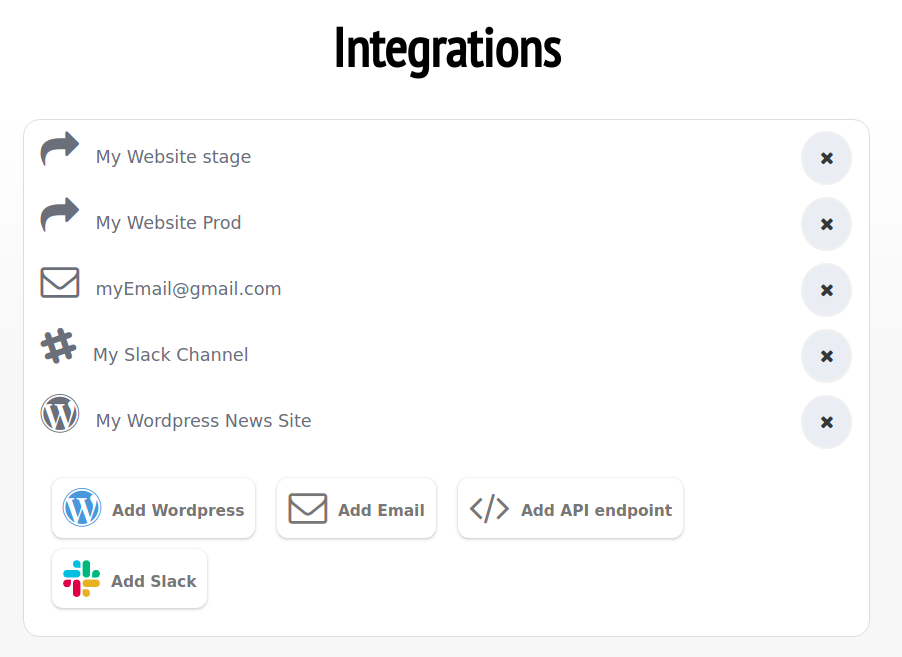 Integrations
My Website stage
My Website Prod
myEmail@gmail.com
My Slack Channel
My Wordpress News Site
Add Wordpress
Add Email
Add API endpoint
Add Slack